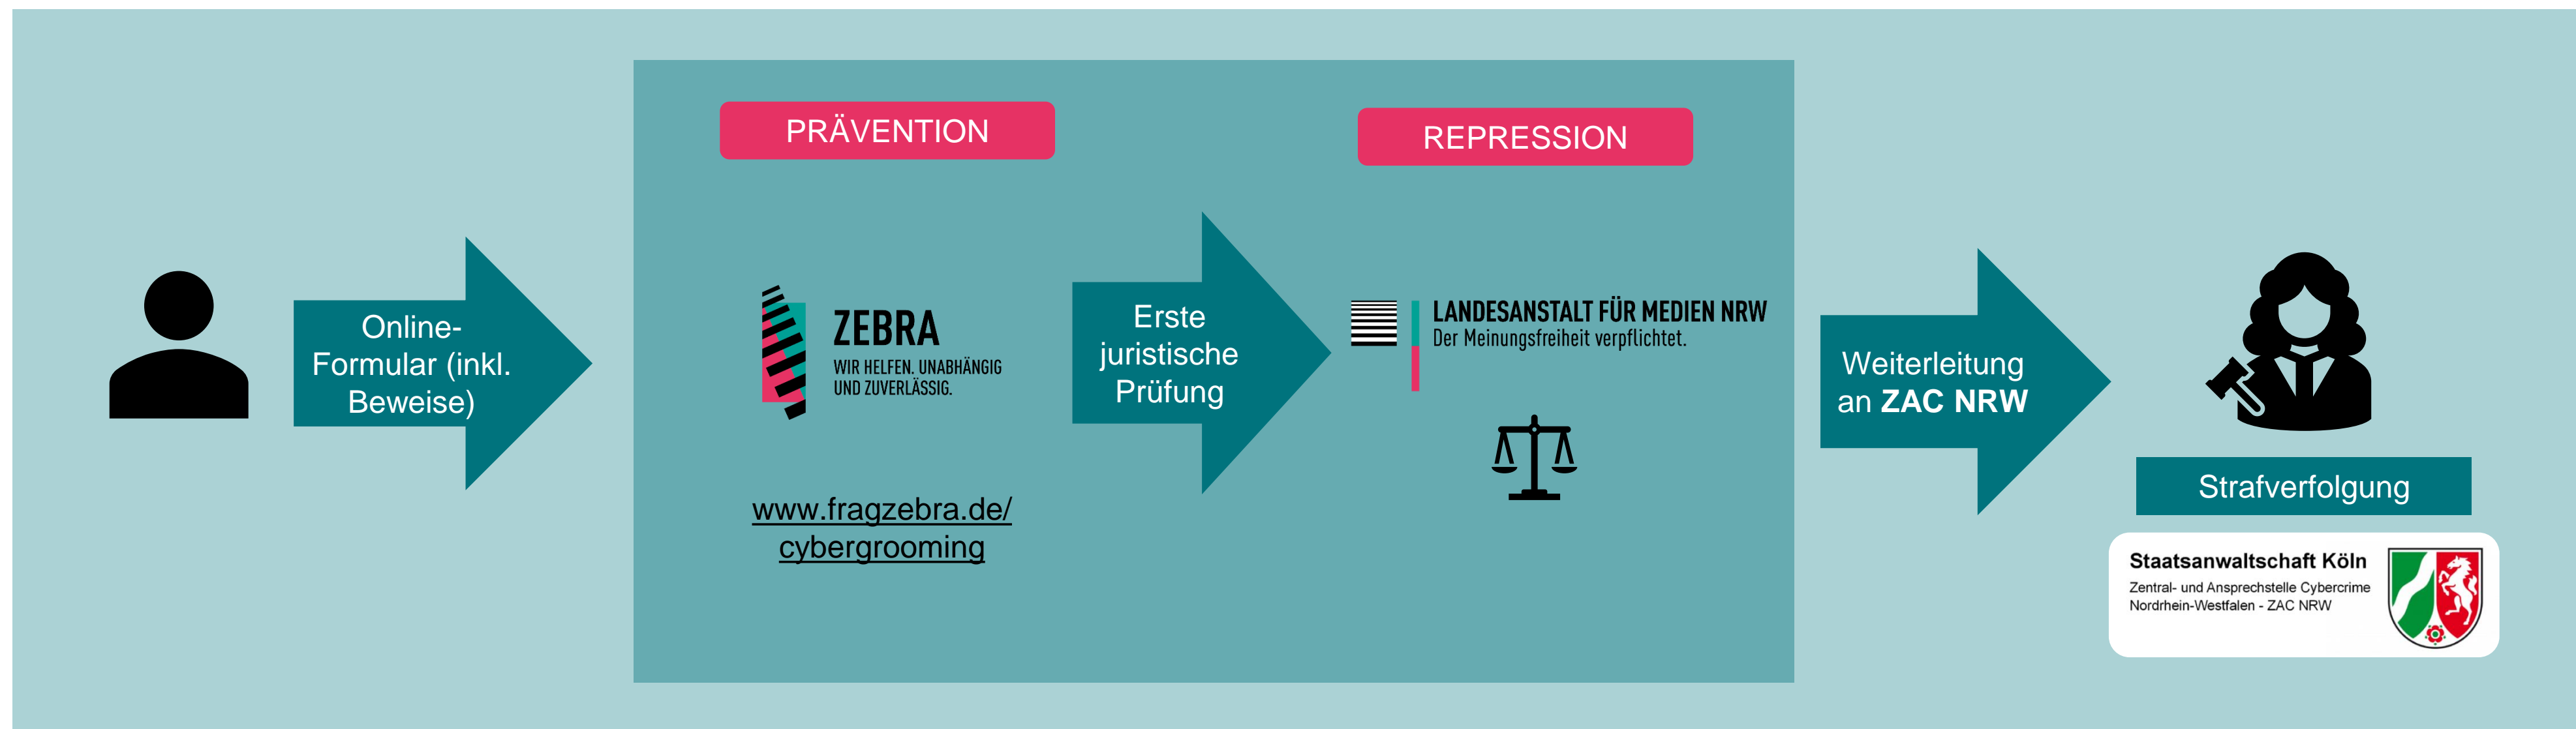 PRÄVENTION
REPRESSION
Online-
Formular (inkl.
Beweise)
ZEBRA
WIR HELFEN. UNABHÄNGIG
UND ZUVERLÄSSIG.
www.fragzebra.de/
cybergrooming
Erste
juristische
Prüfung
LANDESANSTALT FÜR MEDIEN NRW
Der Meinungsfreiheit verpflichtet.
Weiterleitung
an ZAC NRW
Strafverfolgung
Staatsanwaltschaft Köln
Zentral- und Ansprechstelle Cybercrime
Nordrhein-Westfalen - ZAC NRW